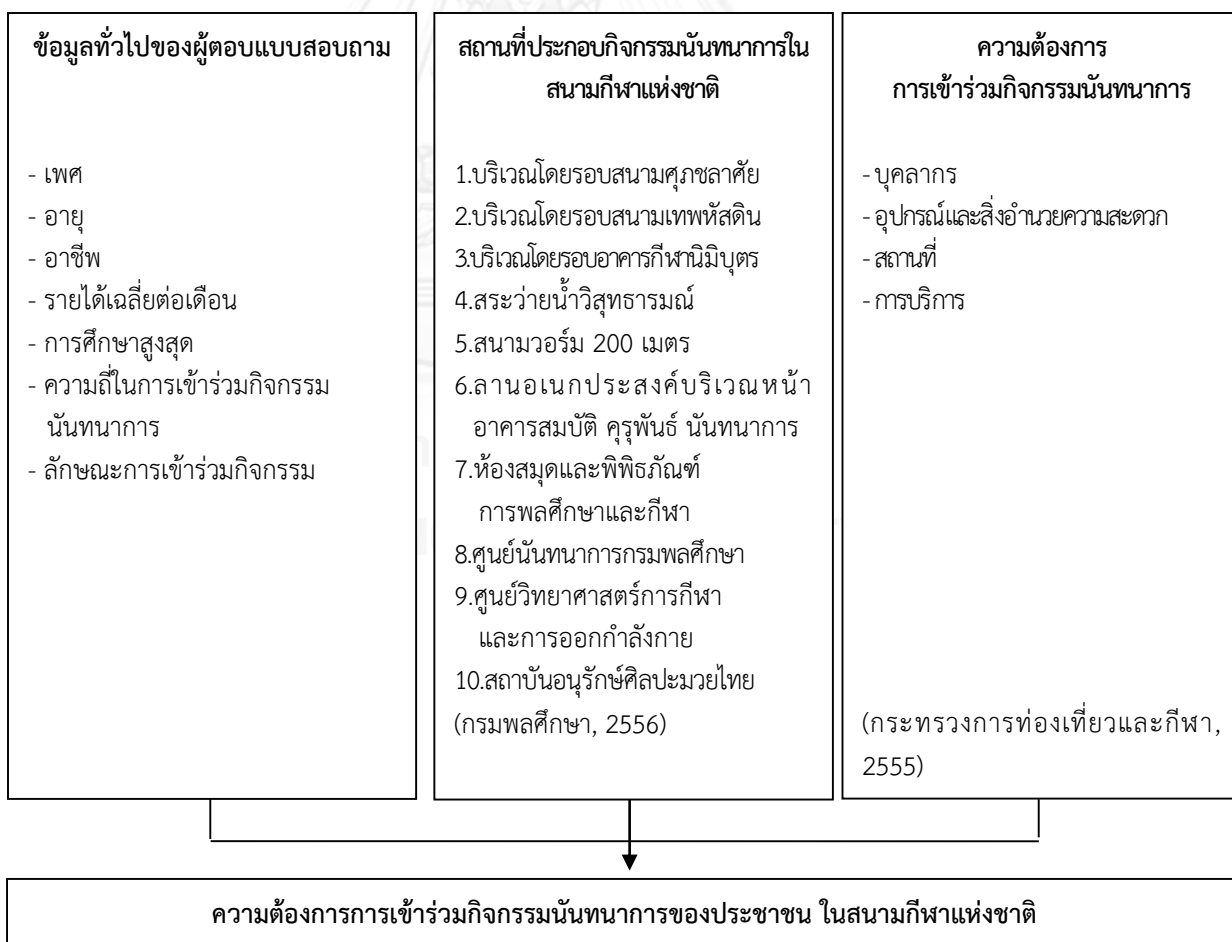 ข้อมูลทั่วไปของผู้ตอบแบบสอบถาม
- เพศ
- อายุ
- อาชีพ
- รายได้เฉลี่ยต่อเดือน
- การศึกษาสูงสุด
- ความถี่ในการเข้าร่วมกิจกรรม
นันทนาการ
- ลักษณะการเข้าร่วมกิจกรรม
สถานที่ประกอบกิจกรรมนันทนาการใน
สนามกีฬาแห่งชาติ
1.บริเวณโดยรอบสนามศุภชลาศัย
2.บริเวณโดยรอบสนามเทพหัสดิน
3.บริเวณโดยรอบอาคารกีฬานิมิบุตร
4.สระว่ายน้ำวิสุทธารมณ์
5.สนามวอร์ม 200 เมตร
6.ลานอเนกประสงค์บริเวณหน้า
อาคารสมบัติ คุรุพันธ์ นันทนาการ
7.ห้องสมุดและพิพิธภัณฑ์
การพลศึกษาและกีฬา
8.ศูนย์นันทนาการกรมพลศึกษา
9.ศูนย์วิทยาศาสตร์การกีฬา
และการออกกำลังกาย
10.สถาบันอนุรักษ์ศิลปะมวยไทย
(กรมพลศึกษา, 2556)
ความต้องการ
การเข้าร่วมกิจกรรมนันทนาการ
- บุคลากร
- อุปกรณ์และสิ่งอำนวยความสะดวก
- สถานที่
- การบริการ
(กระทรวงการท่องเที่ยวและกีฬา,
2555)
ความต้องการการเข้าร่วมกิจกรรมนันทนาการของประชาชน ในสนามกีฬาแห่งชาติ